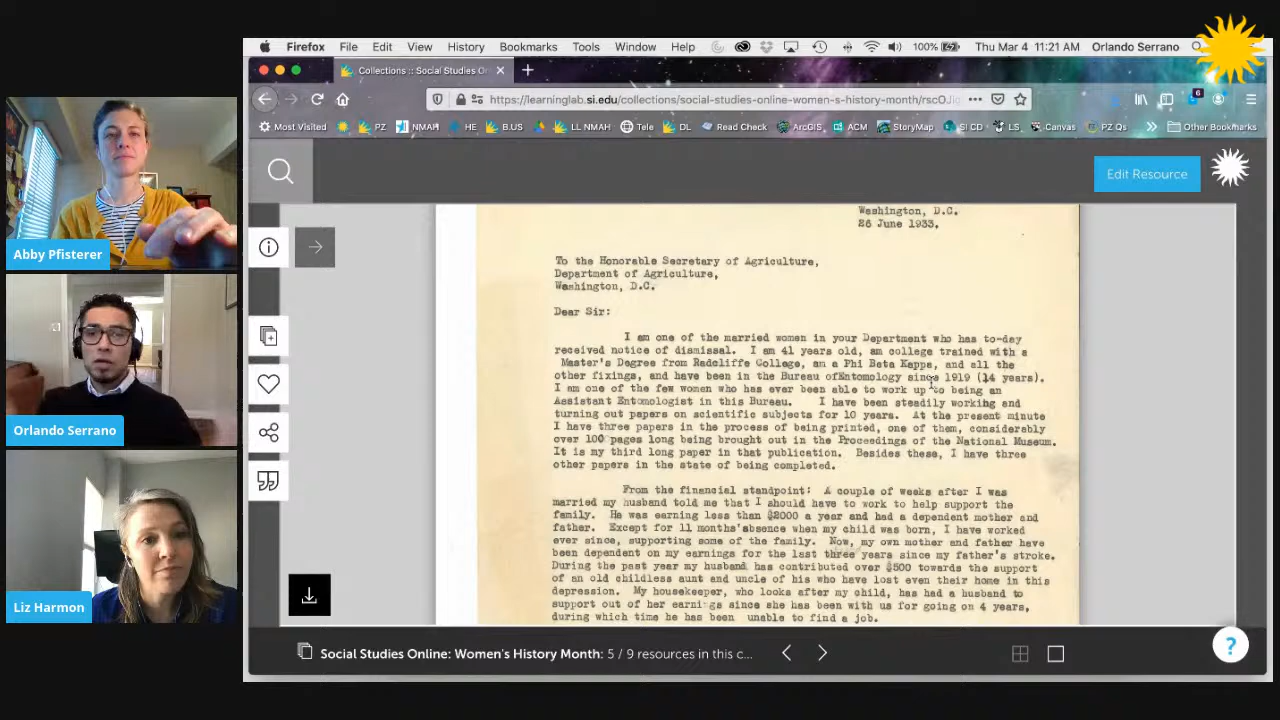 Firefox File Edit View History Bookmarks Tools Window Help 100% Thu Mar 4 11:21 AM Orlando Serrano
Collections :: Social Studies On
https://learninglab.si.edu/collections/social-studies-online-women-s-history-month/rscOJig
6
Most Visited PZ NMAH HE B.US LL NMAH Tele DL Read Check ArcGIS ACM StoryMap SI CD LS Canvas PZ Qs Other Bookmarks
Edit Resource
Abby Pfisterer
Orlando Serrano
Liz Harmon
Washington, D.C.
26 June 1933.
To the Honorable Secretary of Agriculture,
Department of Agriculture,
Washington, D.C.
Dear Sir:
I am one of the married women in your Department who has to-day
received notice of dismissal. I am 41 years old, am college trained with a
Master's Degree from Radcliffe College, am a Phi Beta Kappa, and all the
other fixings, and have been in the Bureau ofEntomology since 1919 (14 years).
I am one of the few women who has ever been able to work up to being an
Assistant Entomologist in this Bureau. I have been steadily working and
turning out papers on scientific subjects for 10 years. At the present minute
I have three papers in the process of being printed, one of them, considerably
over 100 pages long being brought out in the Proceedings of the National Museum.
It is my third long paper in that publication. Besides these, I have three
other papers in the state of being completed.
From the financial standpoint: A couple of weeks after I was
married my husband told me that I should have to work to help support the
family. He was earning less than $2000 a year and had a dependent mother and
father. Except for 11 months'absence when my child was born, I have worked
ever since, supporting some of the family. Now, my own mother and father have
been dependent on my earnings for the last three years since my father's stroke.
During the past year my husband has contributed over $500 towards the support
of an old childless aunt and uncle of his who have lost even their home in this
depression. My housekeeper, who looks after my child, has had a husband to
support out of her earnings since she has been with us for going on 4 years,
during which time he has been unable to find a job.
Social Studies Online: Women's History Month: 5 / 9 resources in this c...
?